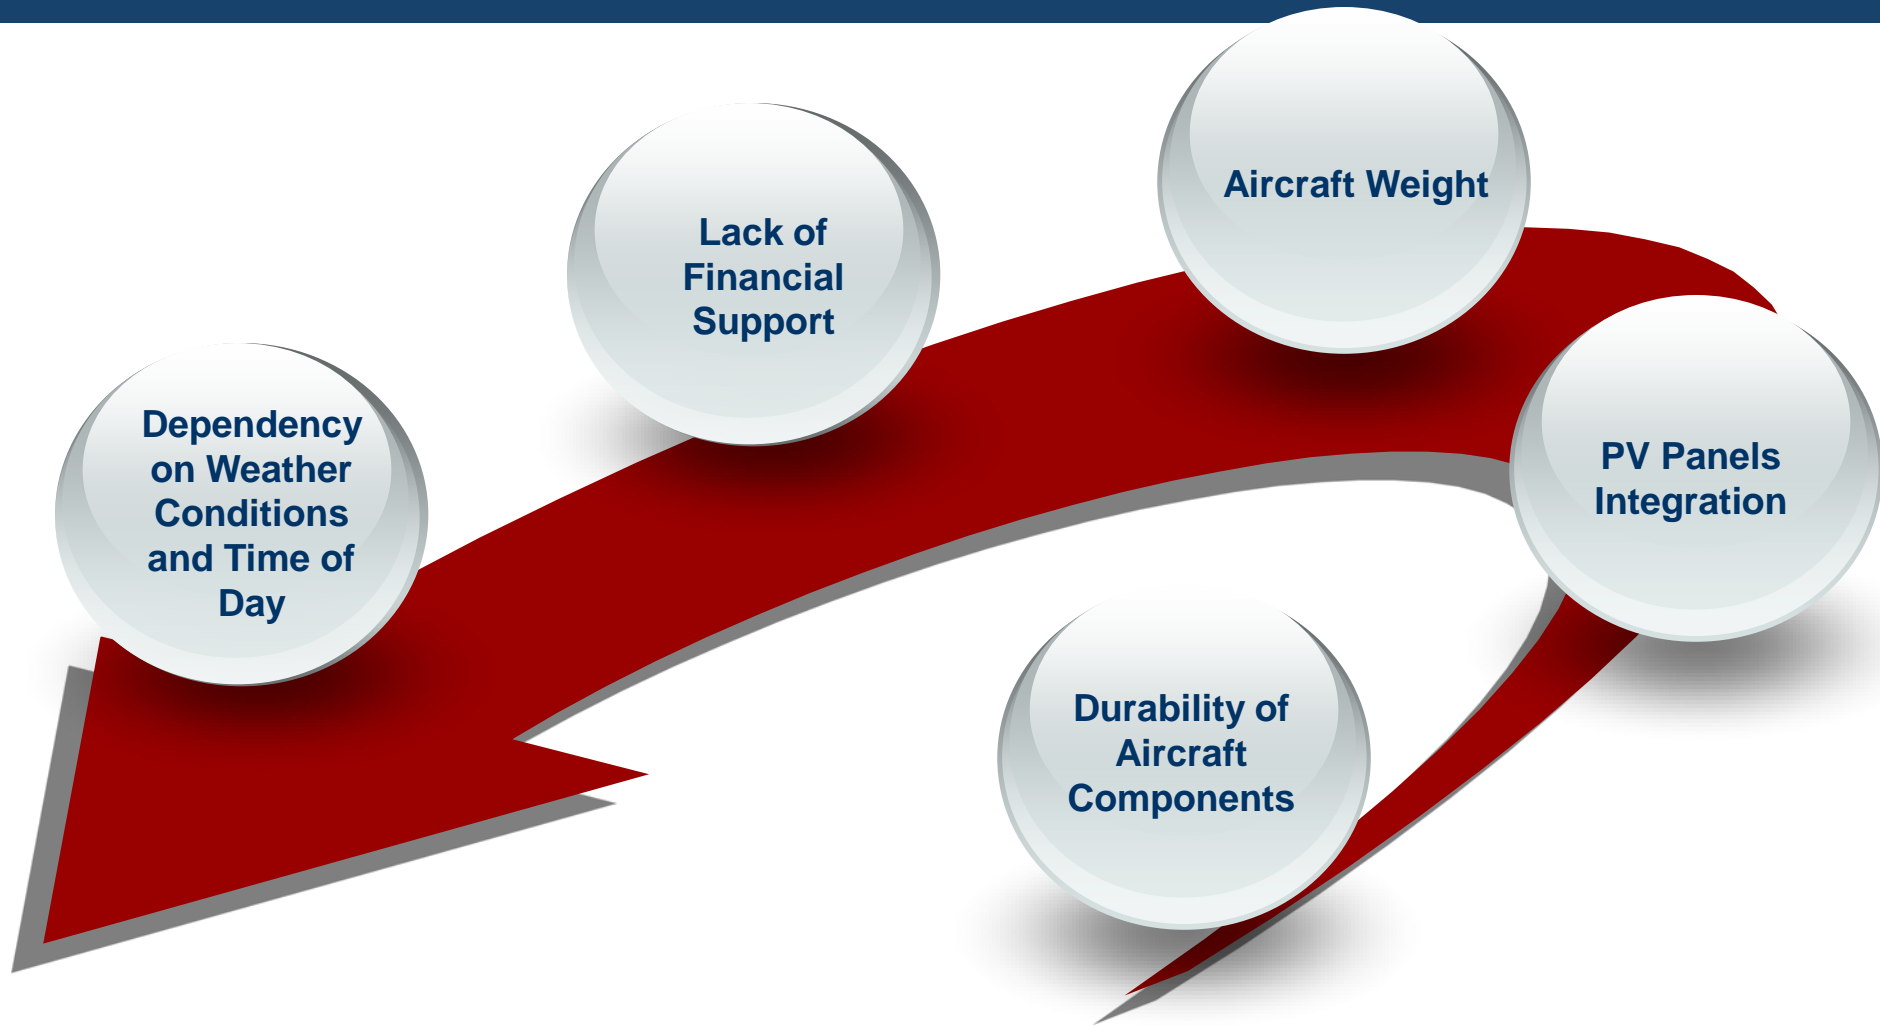 Aircraft Weight
Lack of
Financial
Support
Dependency
on Weather
Conditions
and Time of
Day
PV Panels
Integration
Durability of
Aircraft
Components